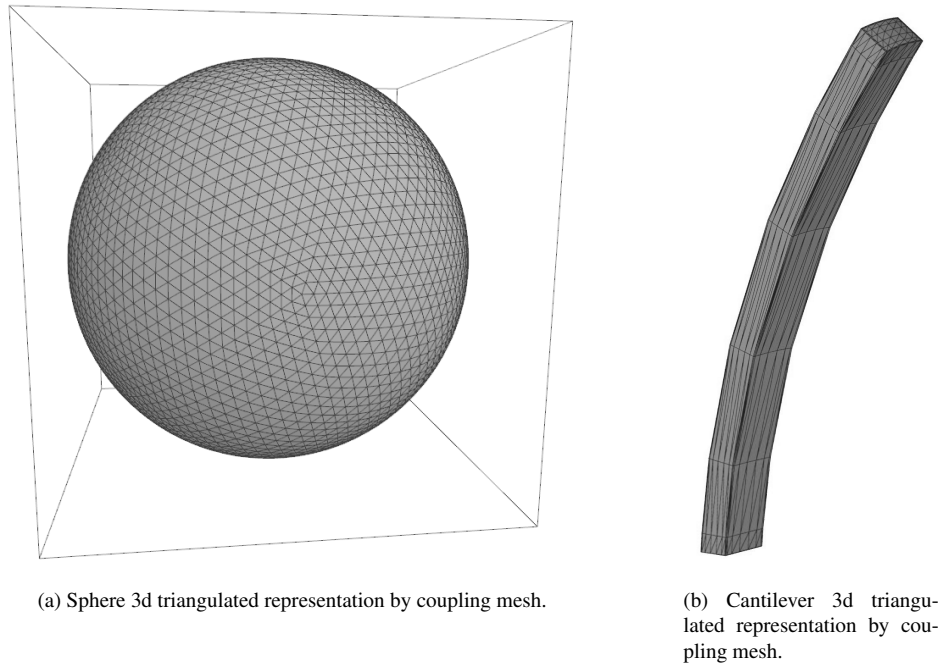 (a) Sphere 3d triangulated representation by coupling mesh.
(b) Cantilever 3d triangu-
lated representation by cou-
pling mesh.